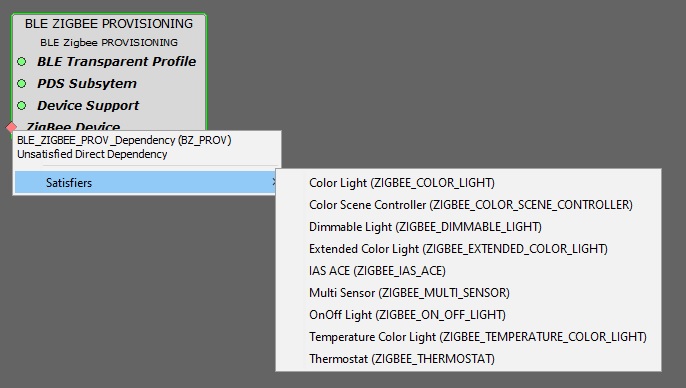 BLE ZIGBEE PROVISIONING
BLE Zigbee PROVISIONING
BLE Transparent Profile
PDS Subsytem
Device Support
ZigBee Device
BLE_ZIGBEE_PROV_Dependency (BZ_PROV)
Unsatisfied Direct Dependency
Satisfiers
Color Light (ZIGBEE_COLOR_LIGHT)
Color Scene Controller (ZIGBEE_COLOR_SCENE_CONTROLLER)
Dimmable Light (ZIGBEE_DIMMABLE_LIGHT)
Extended Color Light (ZIGBEE_EXTENDED_COLOR_LIGHT)
IAS ACE (ZIGBEE_IAS_ACE)
Multi Sensor (ZIGBEE_MULTI_SENSOR)
OnOff Light (ZIGBEE_ON_OFF_LIGHT)
Temperature Color Light (ZIGBEE_TEMPERATURE_COLOR_LIGHT)
Thermostat (ZIGBEE_THERMOSTAT)